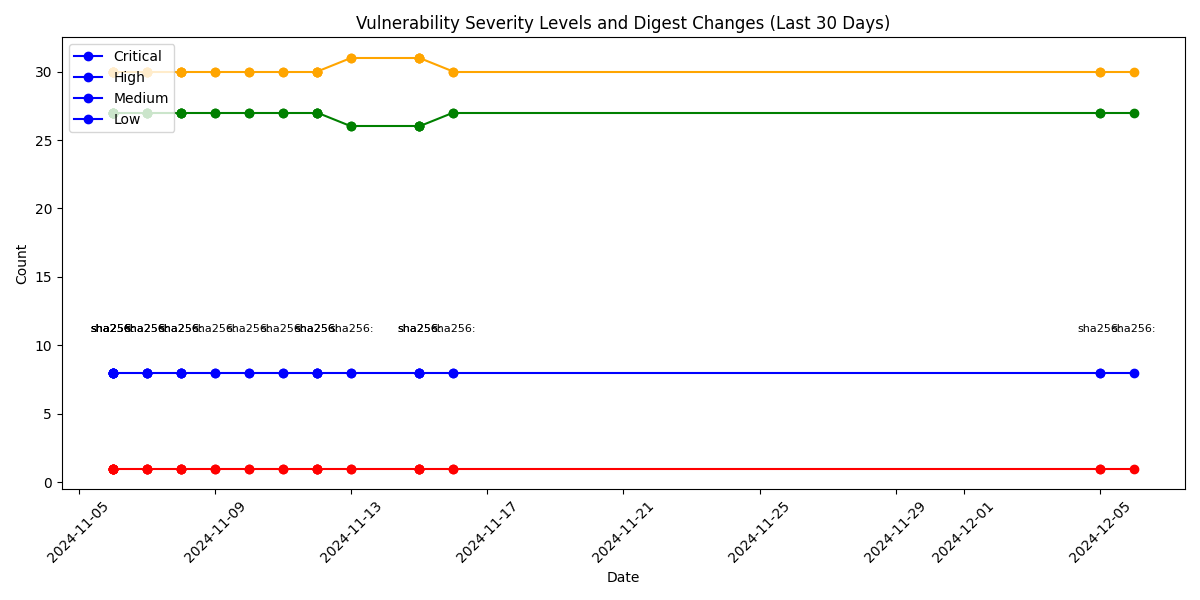 Vulnerability Severity Levels and Digest Changes (Last 30 Days)
Critical
High
Medium
Low
30
25
20
15
10
5
0
Count
sha256: sha256: sha256: sha256: sha256: sha256: sha256: sha256: sha256: sha256: sha256: sha256:
2024-11-05
2024-11-09
2024-11-13
2024-11-17
2024-11-21
2024-11-25
2024-11-29
2024-12-01
2024-12-05
Date